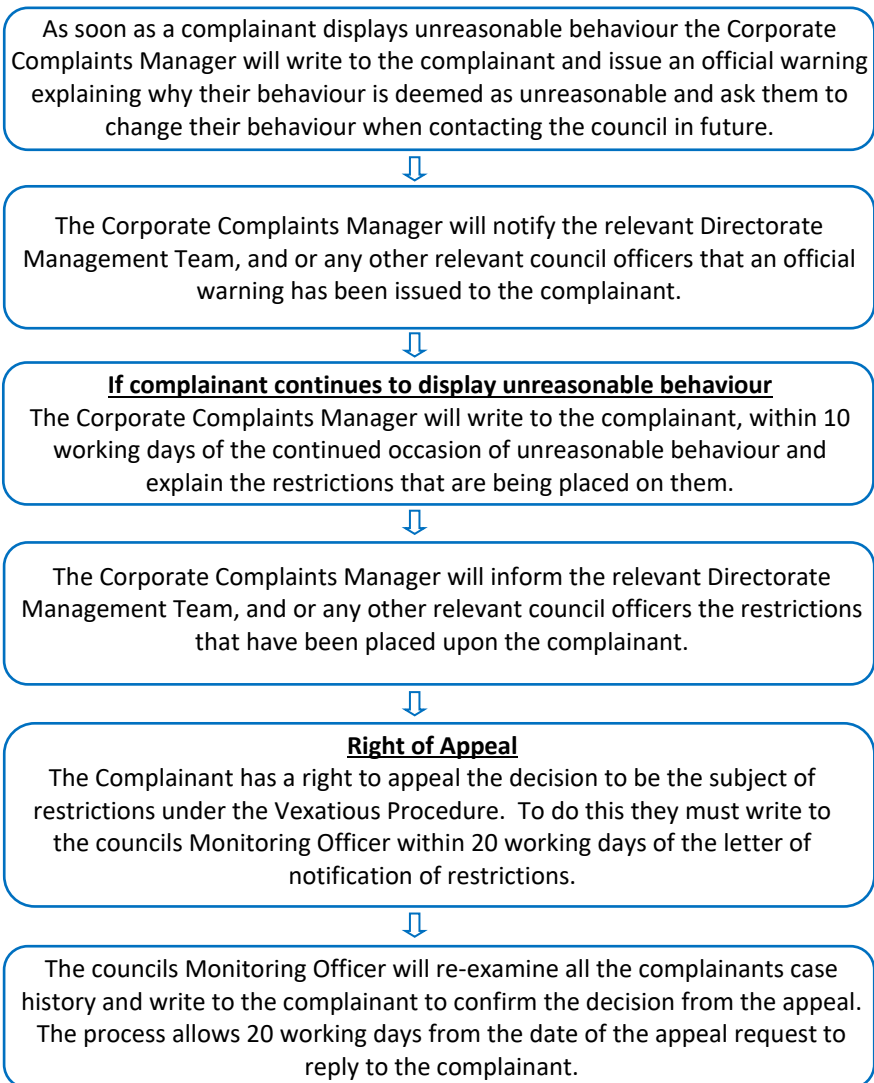 As soon as a complainant displays unreasonable behaviour the Corporate
Complaints Manager will write to the complainant and issue an official warning
explaining why their behaviour is deemed as unreasonable and ask them to
change their behaviour when contacting the council in future.
The Corporate Complaints Manager will notify the relevant Directorate
Management Team, and or any other relevant council officers that an official
warning has been issued to the complainant.
If complainant continues to display unreasonable behaviour
The Corporate Complaints Manager will write to the complainant, within 10
working days of the continued occasion of unreasonable behaviour and
explain the restrictions that are being placed on them.
The Corporate Complaints Manager will inform the relevant Directorate
Management Team, and or any other relevant council officers the restrictions
that have been placed upon the complainant.
Right of Appeal
The Complainant has a right to appeal the decision to be the subject of
restrictions under the Vexatious Procedure.  To do this they must write to
the councils Monitoring Officer within 20 working days of the letter of
notification of restrictions.
The councils Monitoring Officer will re-examine all the complainants case
history and write to the complainant to confirm the decision from the appeal.
The process allows 20 working days from the date of the appeal request to
reply to the complainant.